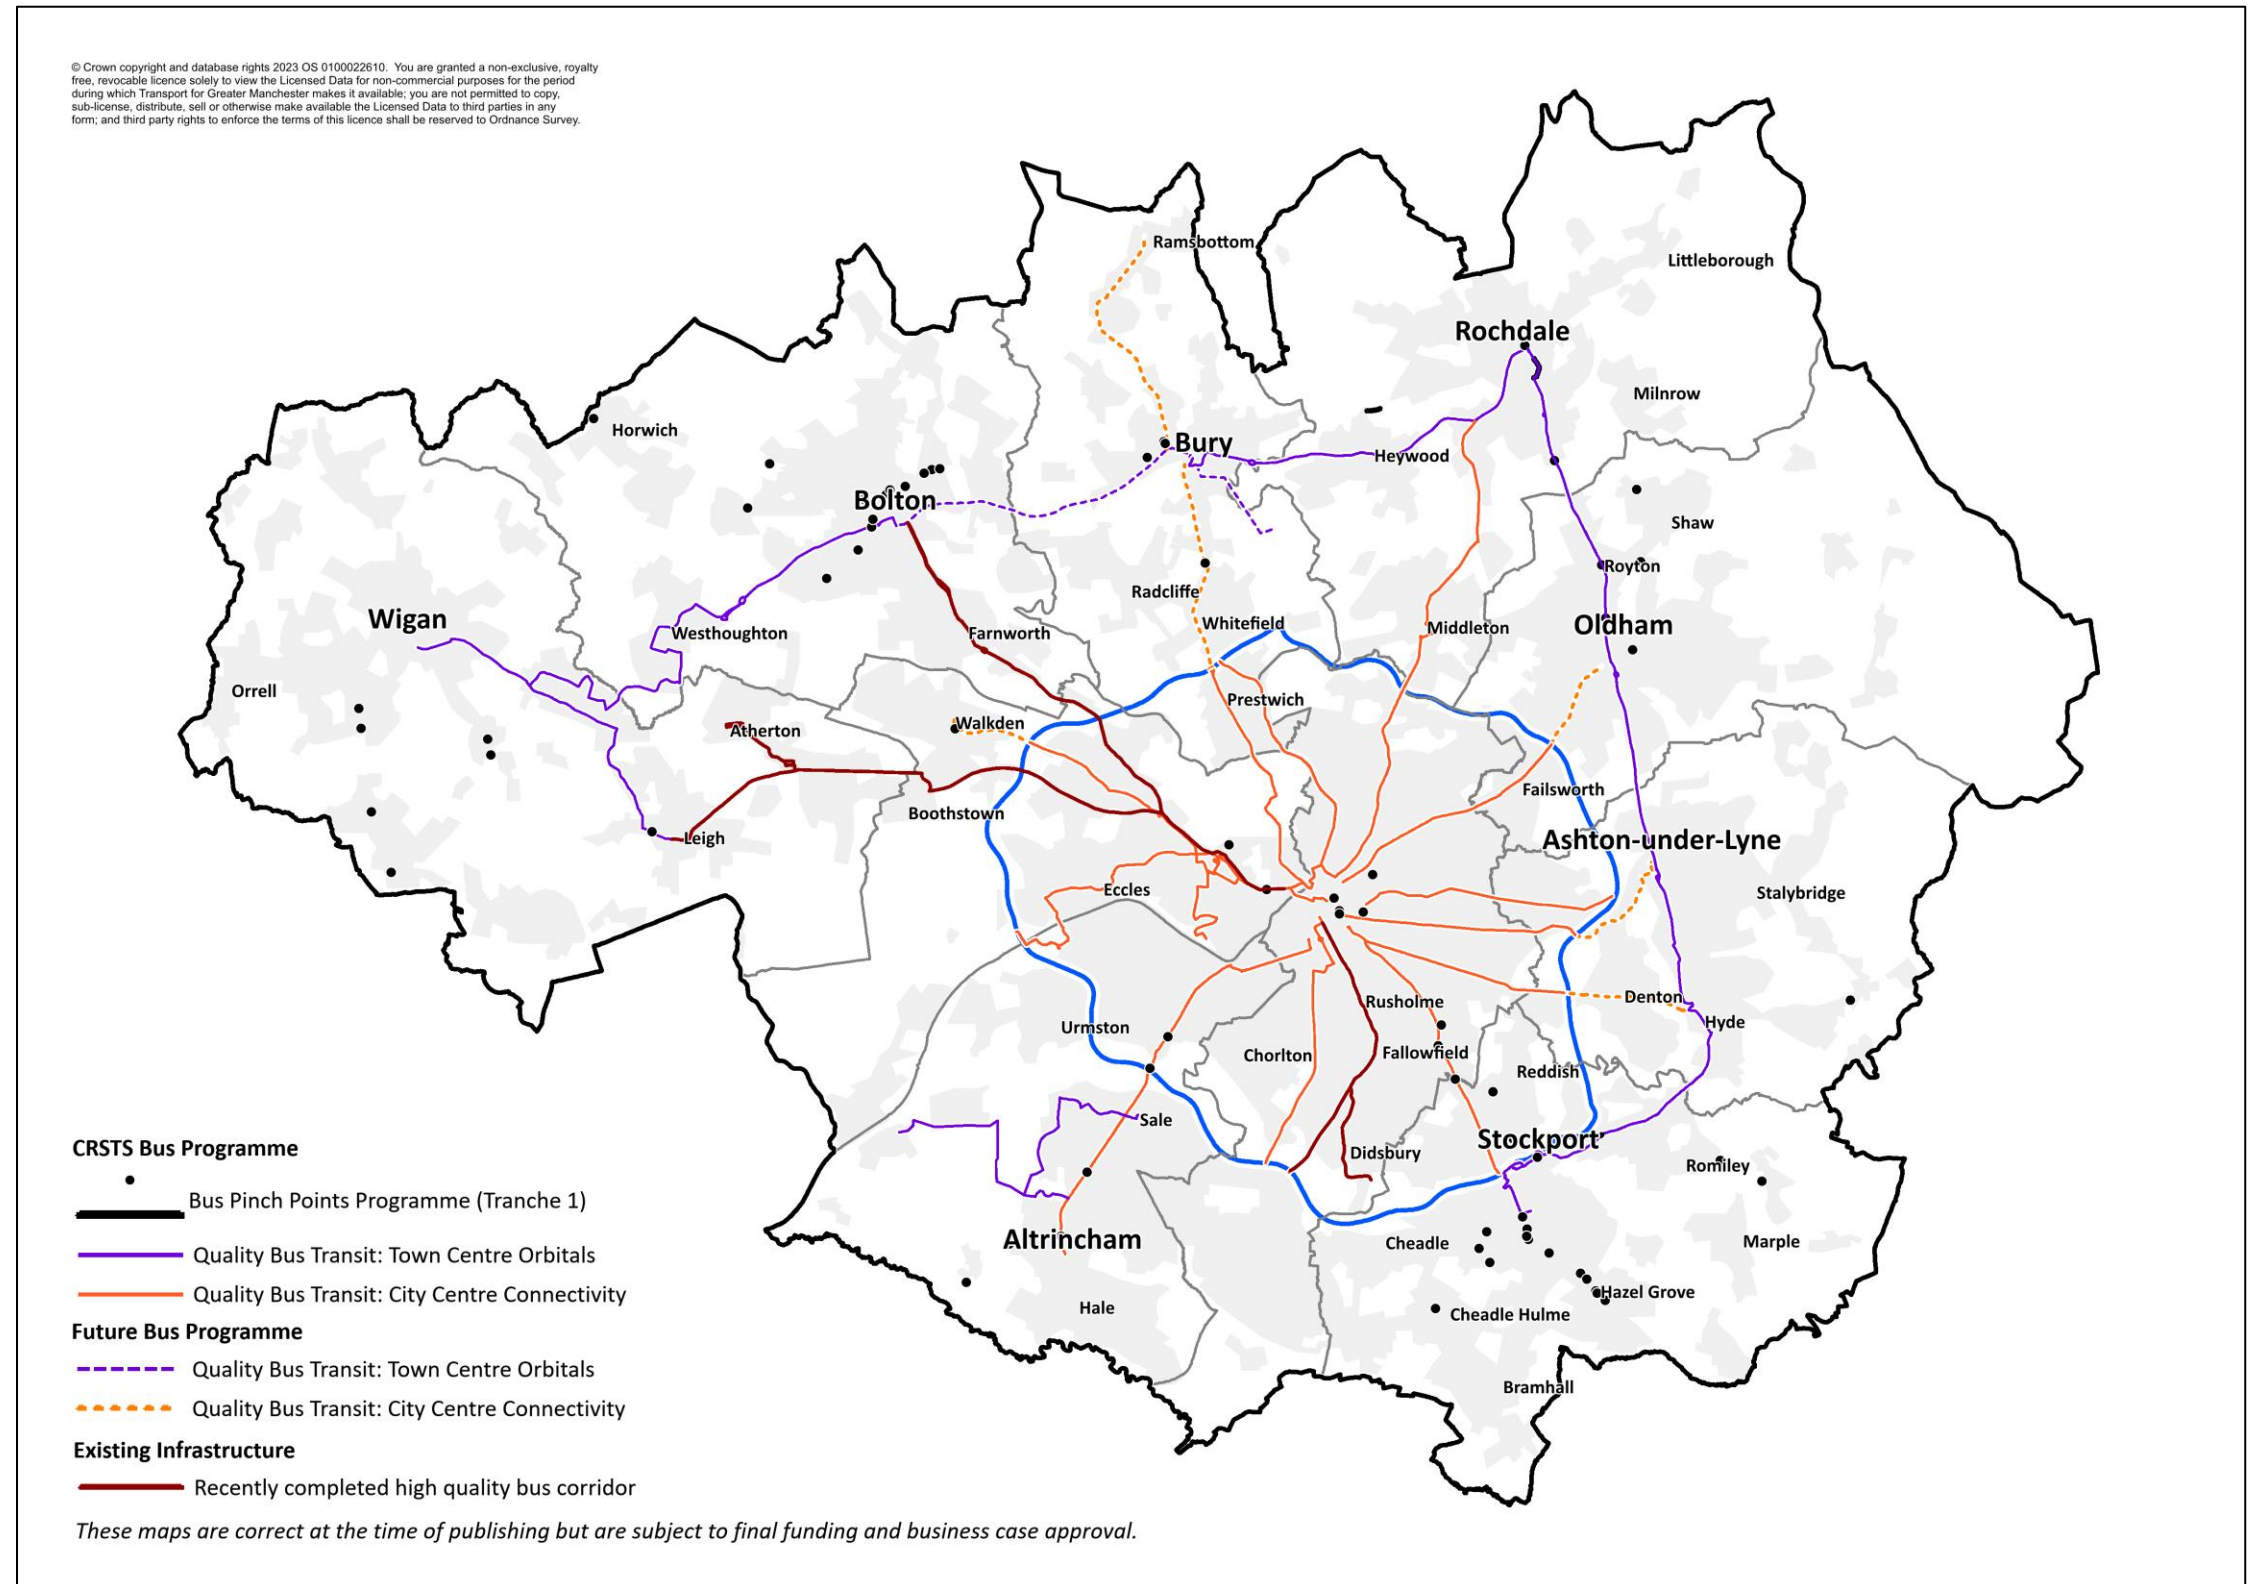 © Crown copyright and database rights 2023 OS 0100022610.  You are granted a non-exclusive, royalty
free, revocable licence solely to view the Licensed Data for non-commercial purposes for the period
during which Transport for Greater Manchester makes it available; you are not permitted to copy,
sub-license, distribute, sell or otherwise make available the Licensed Data to third parties in any
form; and third party rights to enforce the terms of this licence shall be reserved to Ordnance Survey.
Ramsbottom
Littleborough
Rochdale
Milnrow
Horwich
Bury
Heywood
Bolton
Shaw
Royton
Radcliffe
Wigan
Whitefield
Middleton
Oldham
Westhoughton
Farnworth
Orrell
Prestwich
Atherton
Walkden
Failsworth
Boothstown
Leigh
Ashton-under-Lyne
Eccles
Stalybridge
Rusholme
Denton
Urmston
Hyde
Chorlton
Fallowfield
Reddish
Sale
Stockport
Didsbury
Romiley
Altrincham
Cheadle
Marple
Hazel Grove
Hale
Cheadle Hulme
Bramhall
CRSTS Bus Programme
Bus Pinch Points Programme (Tranche 1)
Quality Bus Transit: Town Centre Orbitals
Quality Bus Transit: City Centre Connectivity
Future Bus Programme
Quality Bus Transit: Town Centre Orbitals
Quality Bus Transit: City Centre Connectivity
Existing Infrastructure
Recently completed high quality bus corridor
These maps are correct at the time of publishing but are subject to final funding and business case approval.